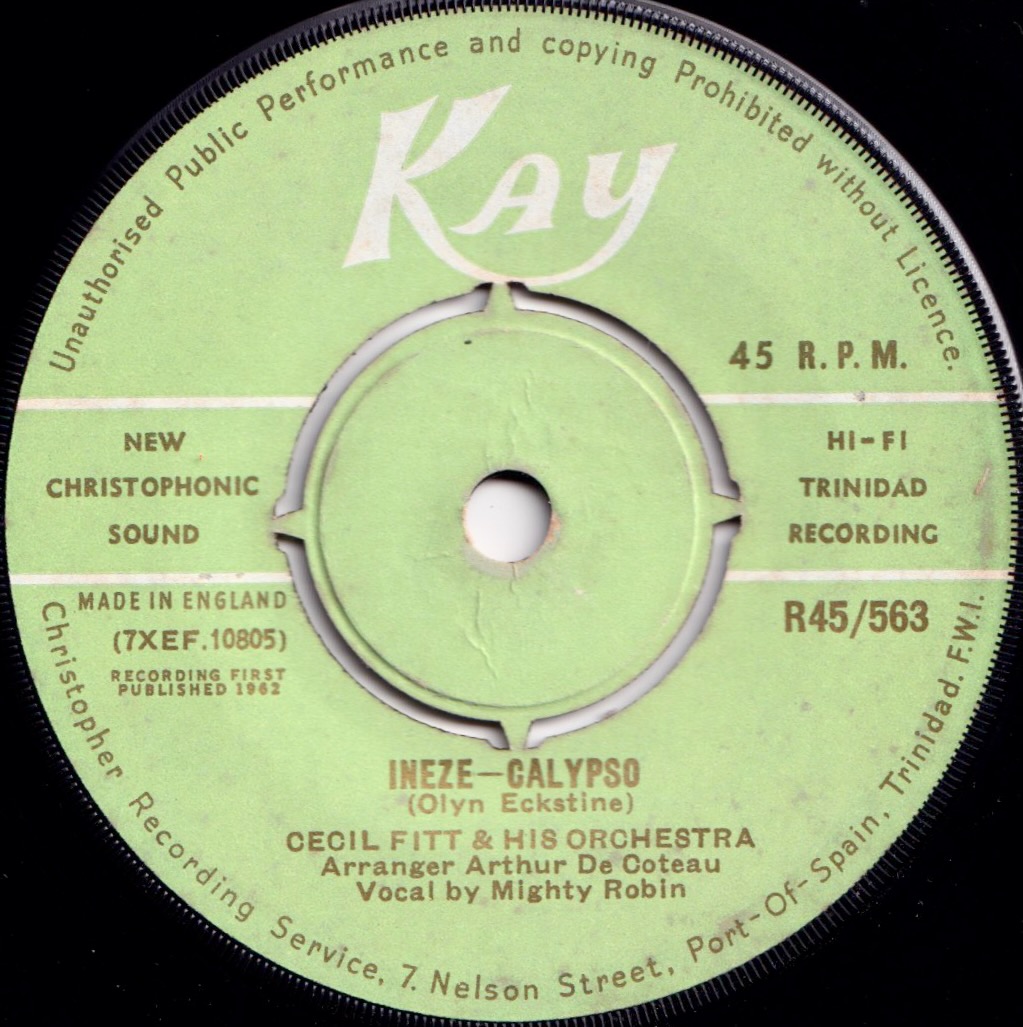 Unauthorised Public Performance and copying Prohibited without Licence.
Kay
45 R.P.M.
NEW
CHRISTOPHONIC
SOUND
HI-FI
TRINIDAD
RECORDING
MADE IN ENGLAND
(7XEF.10805)
RECORDING FIRST
PUBLISHED 1962
R45/563
INEZE—CALYPSO
(Olyn Eckstine)
CECIL FITT & HIS ORCHESTRA
Arranger Arthur De Coteau
Vocal by Mighty Robin
Christopher Recording Service, 7. Nelson Street, Port-Of-Spain, Trinidad. F.W.I.